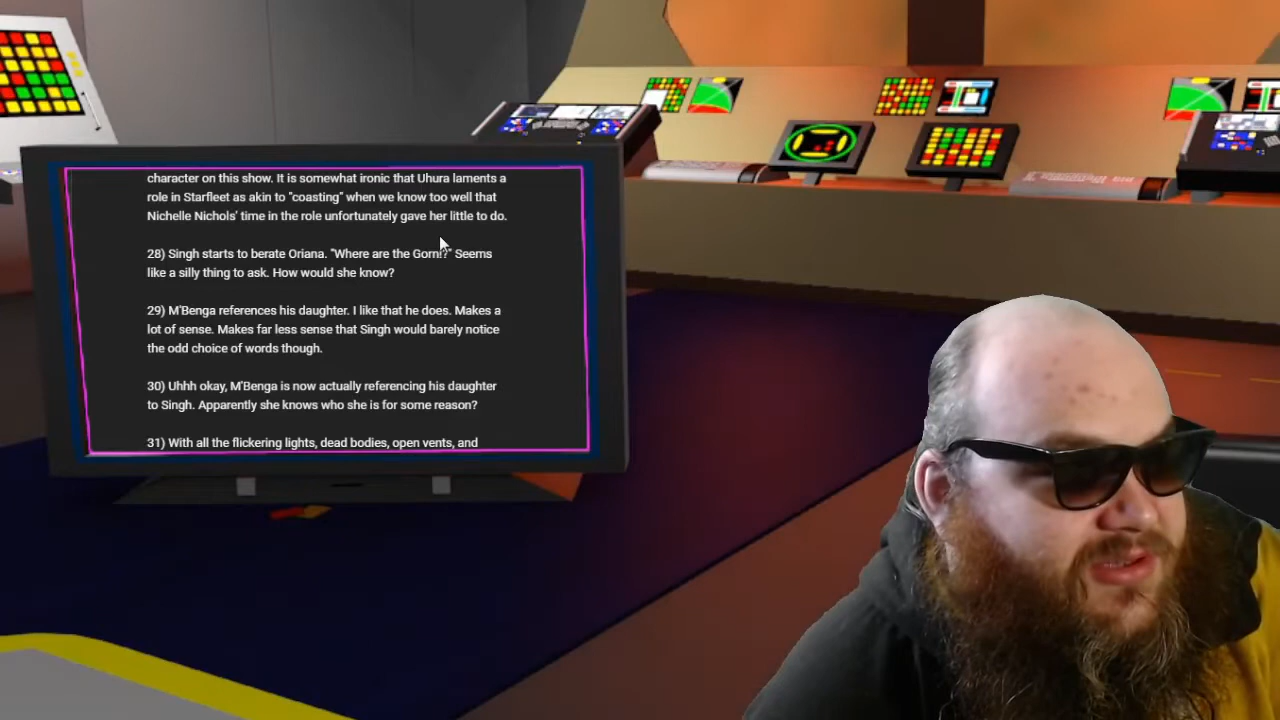 character on this show. It is somewhat ironic that Uhura laments a
role in Starfleet as akin to "coasting" when we know too well that
Nichelle Nichols' time in the role unfortunately gave her little to do.
28) Singh starts to berate Oriana. "Where are the Gorn!?" Seems
like a silly thing to ask. How would she know?
29) M'Benga references his daughter. I like that he does. Makes a
lot of sense. Makes far less sense that Singh would barely notice
the odd choice of words though.
30) Uhhh okay, M'Benga is now actually referencing his daughter
to Singh. Apparently she knows who she is for some reason?
31) With all the flickering lights, dead bodies, open vents, and